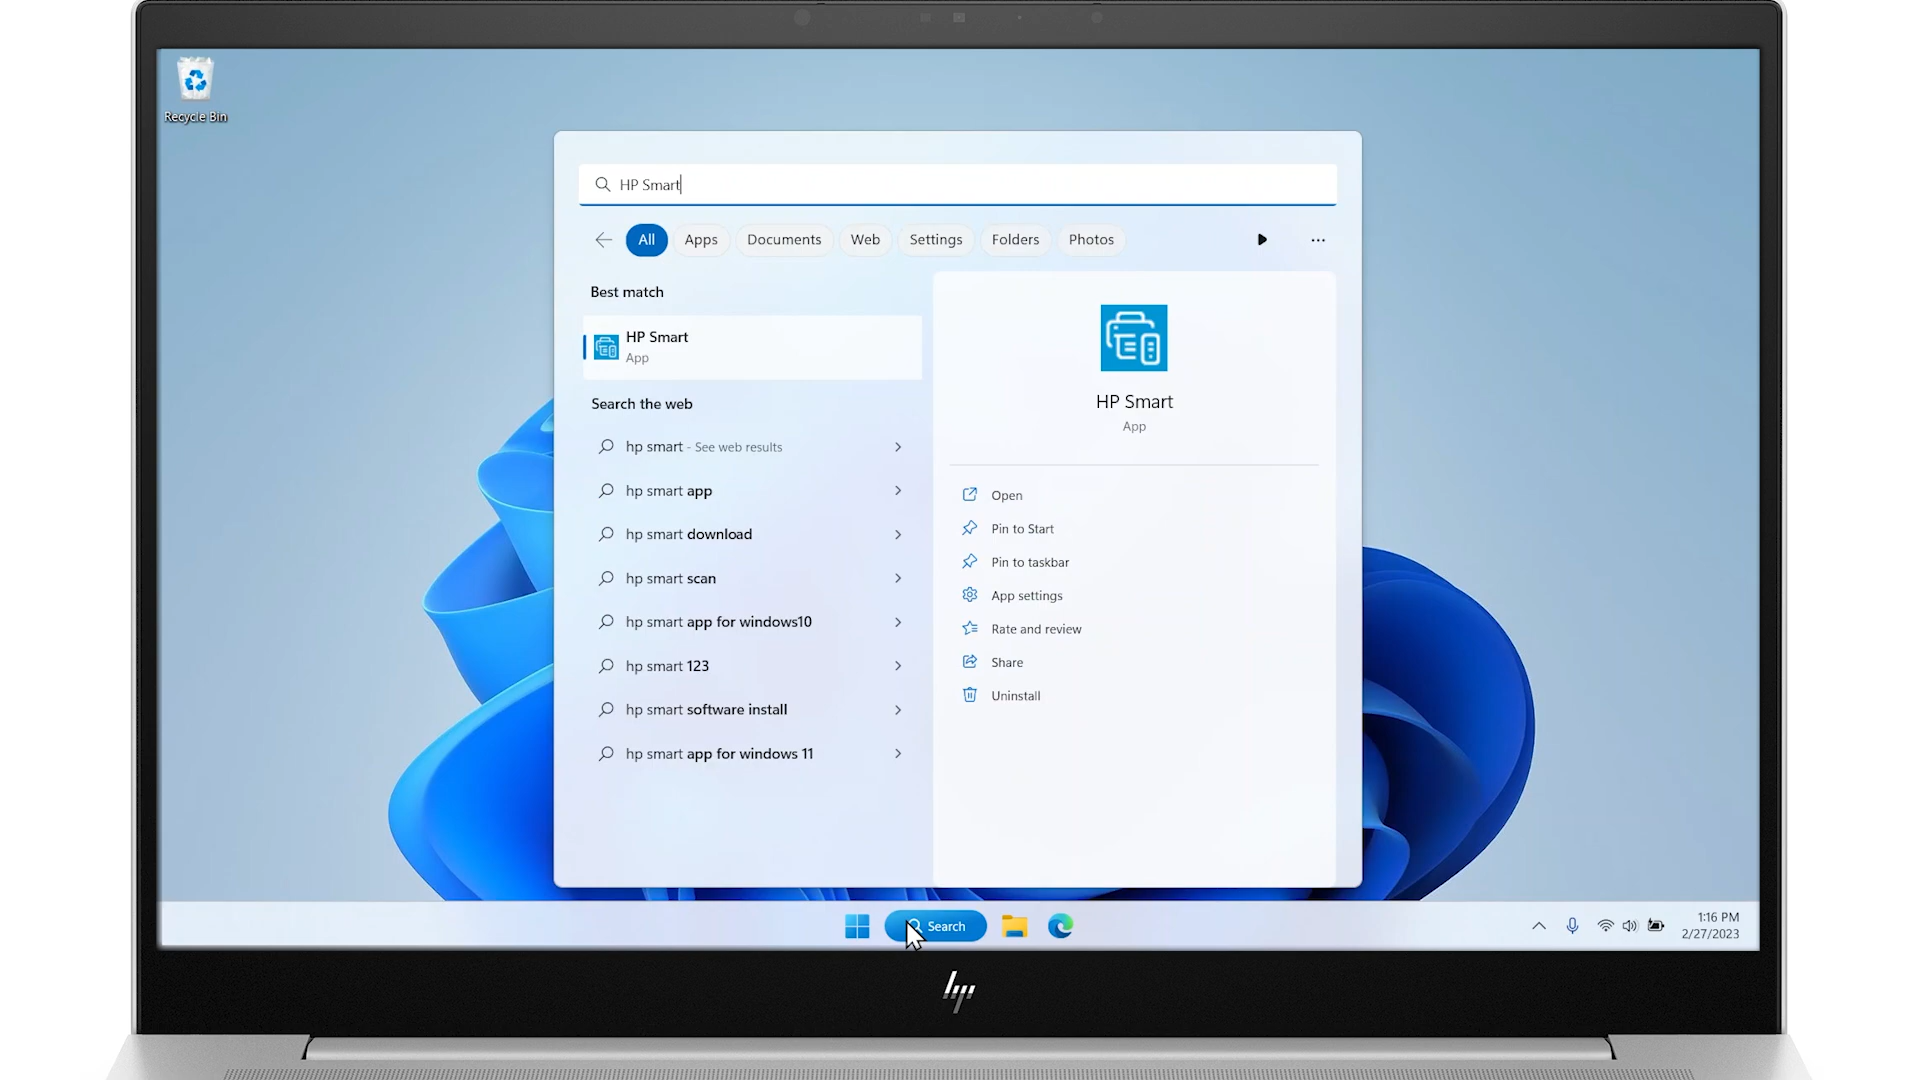 Recycle Bin
HP Smart
All Apps Documents Web Settings Folders Photos
Best match
HP Smart
App
Search the web
hp smart - See web results
hp smart app
hp smart download
hp smart scan
hp smart app for windows10
hp smart 123
hp smart software install
hp smart app for windows 11
HP Smart
App
Open
Pin to Start
Pin to taskbar
App settings
Rate and review
Share
Uninstall
Search
1:16 PM
2/27/2023
hp